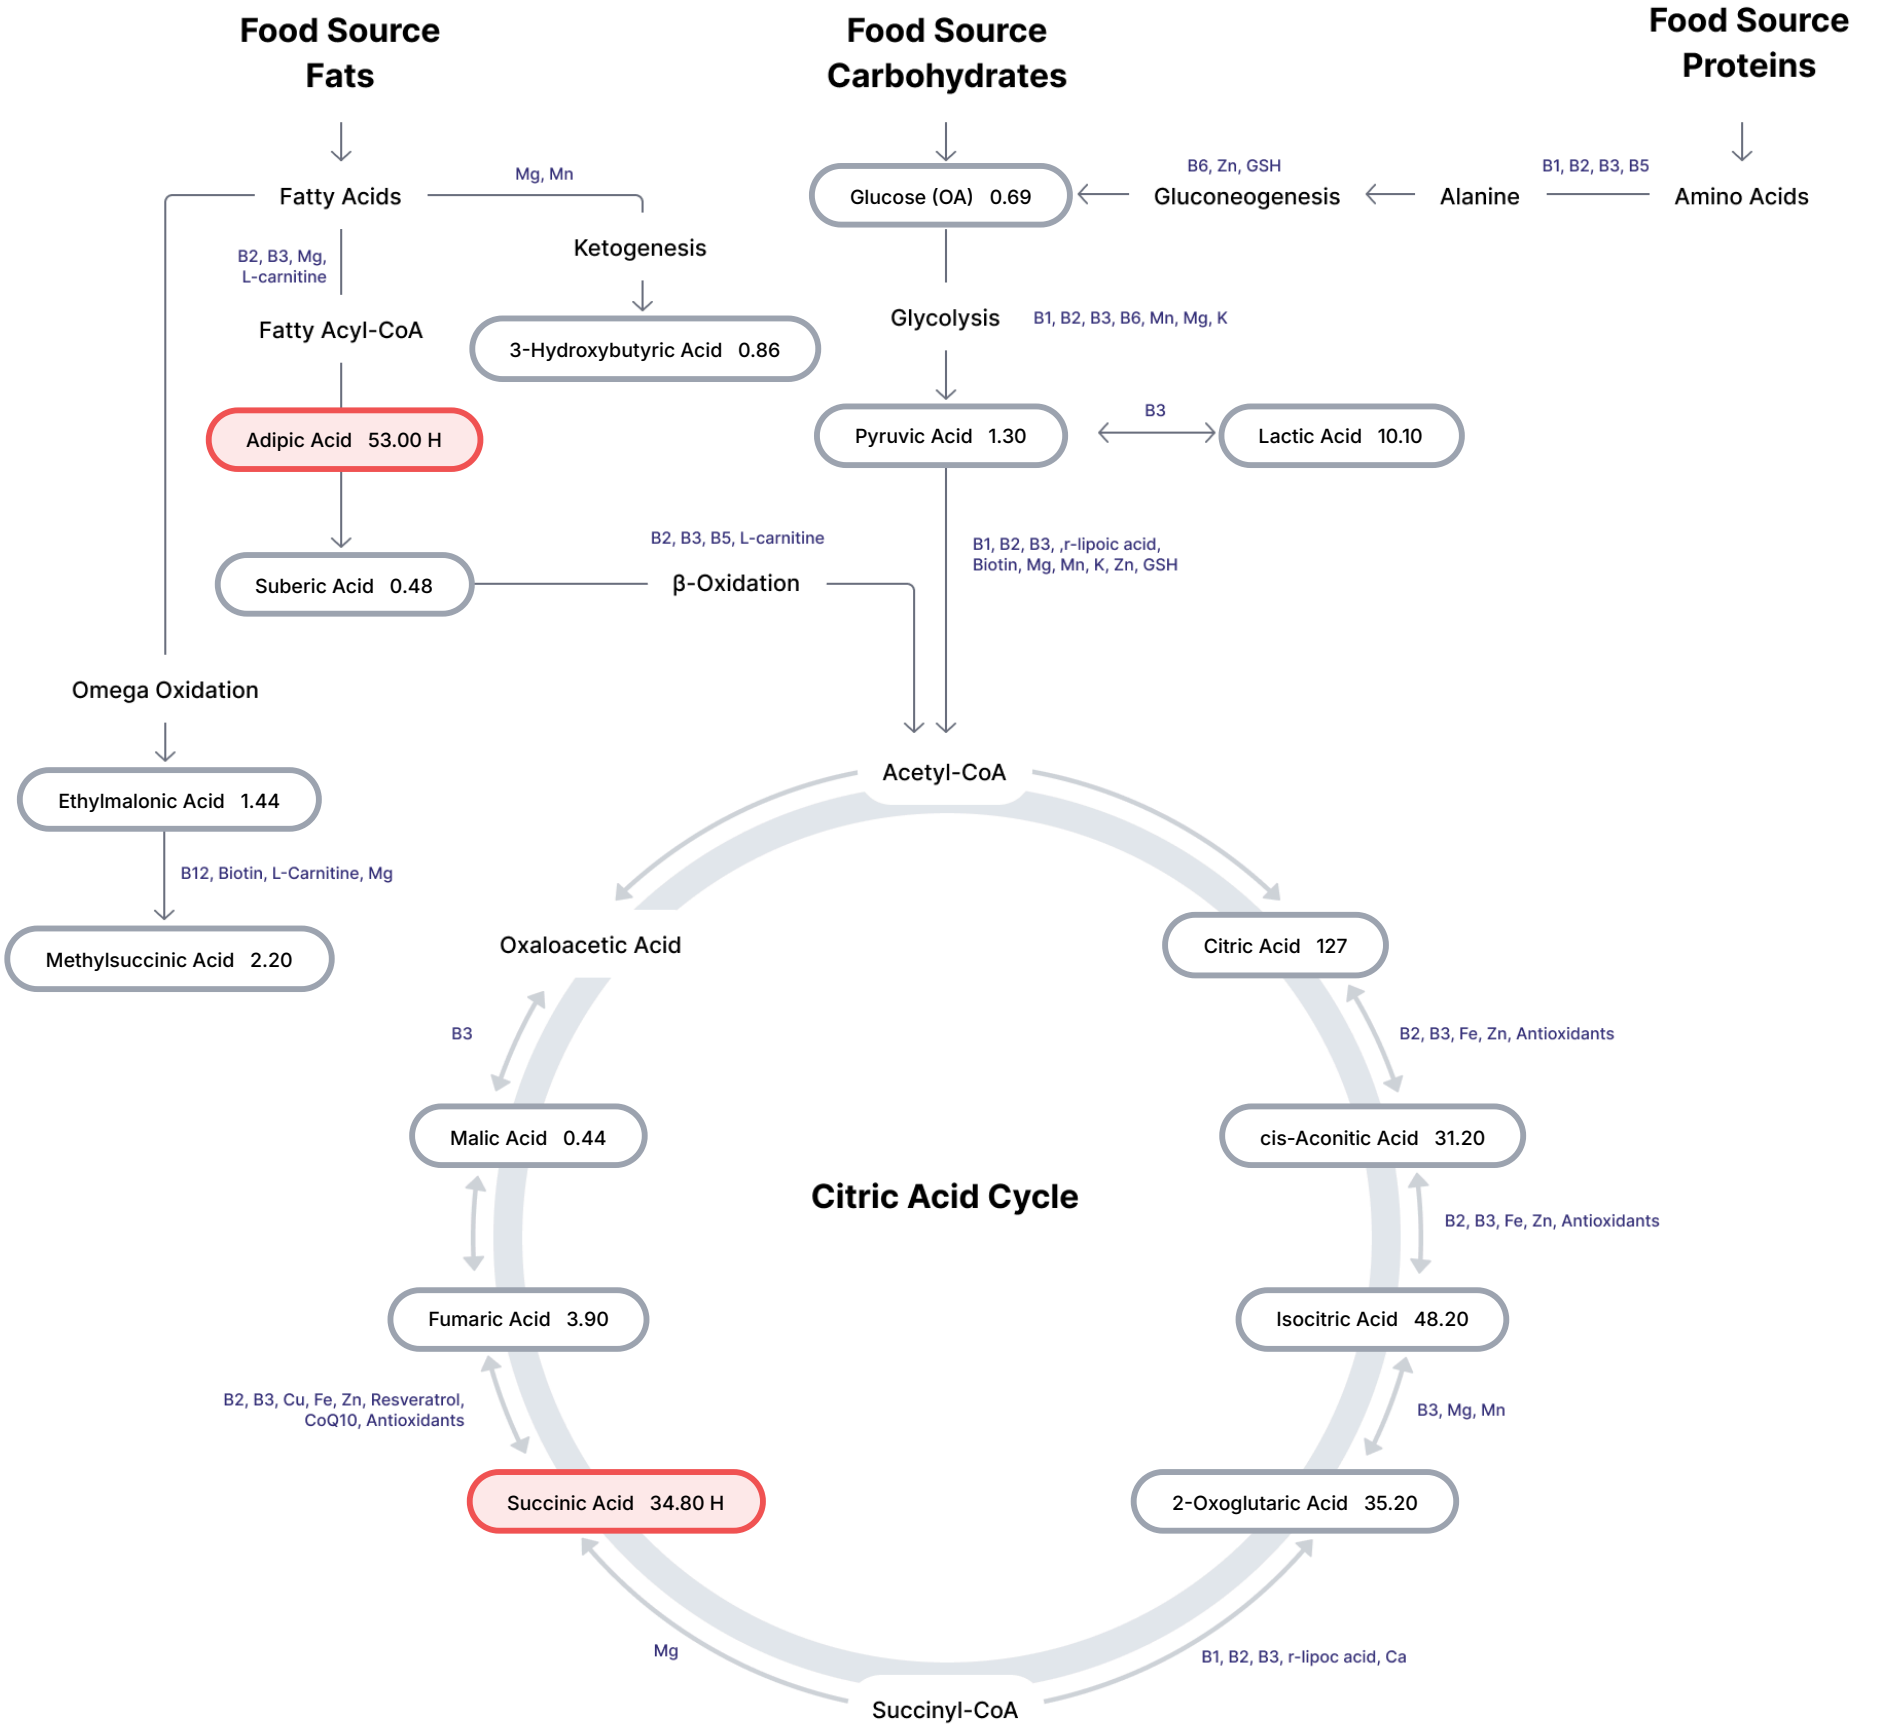 Food Source
Fats
Food Source
Carbohydrates
Food Source
Proteins
Fatty Acids
Mg, Mn
Glucose (OA) 0.69
B6, Zn, GSH
Gluconeogenesis
Alanine
B1, B2, B3, B5
Amino Acids
B2, B3, Mg,
L-carnitine
Ketogenesis
Fatty Acyl-CoA
3-Hydroxybutyric Acid 0.86
Glycolysis
B1, B2, B3, B6, Mn, Mg, K
Adipic Acid 53.00 H
Pyruvic Acid 1.30
B3
Lactic Acid 10.10
Suberic Acid 0.48
B2, B3, B5, L-carnitine
β-Oxidation
B1, B2, B3, ,r-lipoic acid,
Biotin, Mg, Mn, K, Zn, GSH
Omega Oxidation
Ethylmalonic Acid 1.44
B12, Biotin, L-Carnitine, Mg
Methylsuccinic Acid 2.20
Acetyl-CoA
Oxaloacetic Acid
Citric Acid 127
B3
B2, B3, Fe, Zn, Antioxidants
Malic Acid 0.44
cis-Aconitic Acid 31.20
Citric Acid Cycle
B2, B3, Fe, Zn, Antioxidants
Fumaric Acid 3.90
Isocitric Acid 48.20
B2, B3, Cu, Fe, Zn, Resveratrol,
CoQ10, Antioxidants
B3, Mg, Mn
Succinic Acid 34.80 H
2-Oxoglutaric Acid 35.20
Mg
B1, B2, B3, r-lipoc acid, Ca
Succinyl-CoA